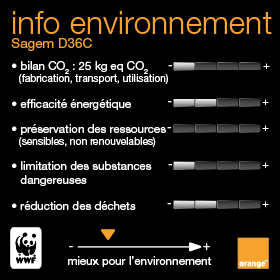 info environnement
Sagem D36C
• bilan CO2 : 25 kg eq CO2 - +
(fabrication, transport, utilisation)
• efficacité énergétique - +
• préservation des ressources - +
(sensibles, non renouvelables)
• limitation des substances - +
dangereuses
• réduction des déchets - +
- +
mieux pour l'environnement
WWF
orange™